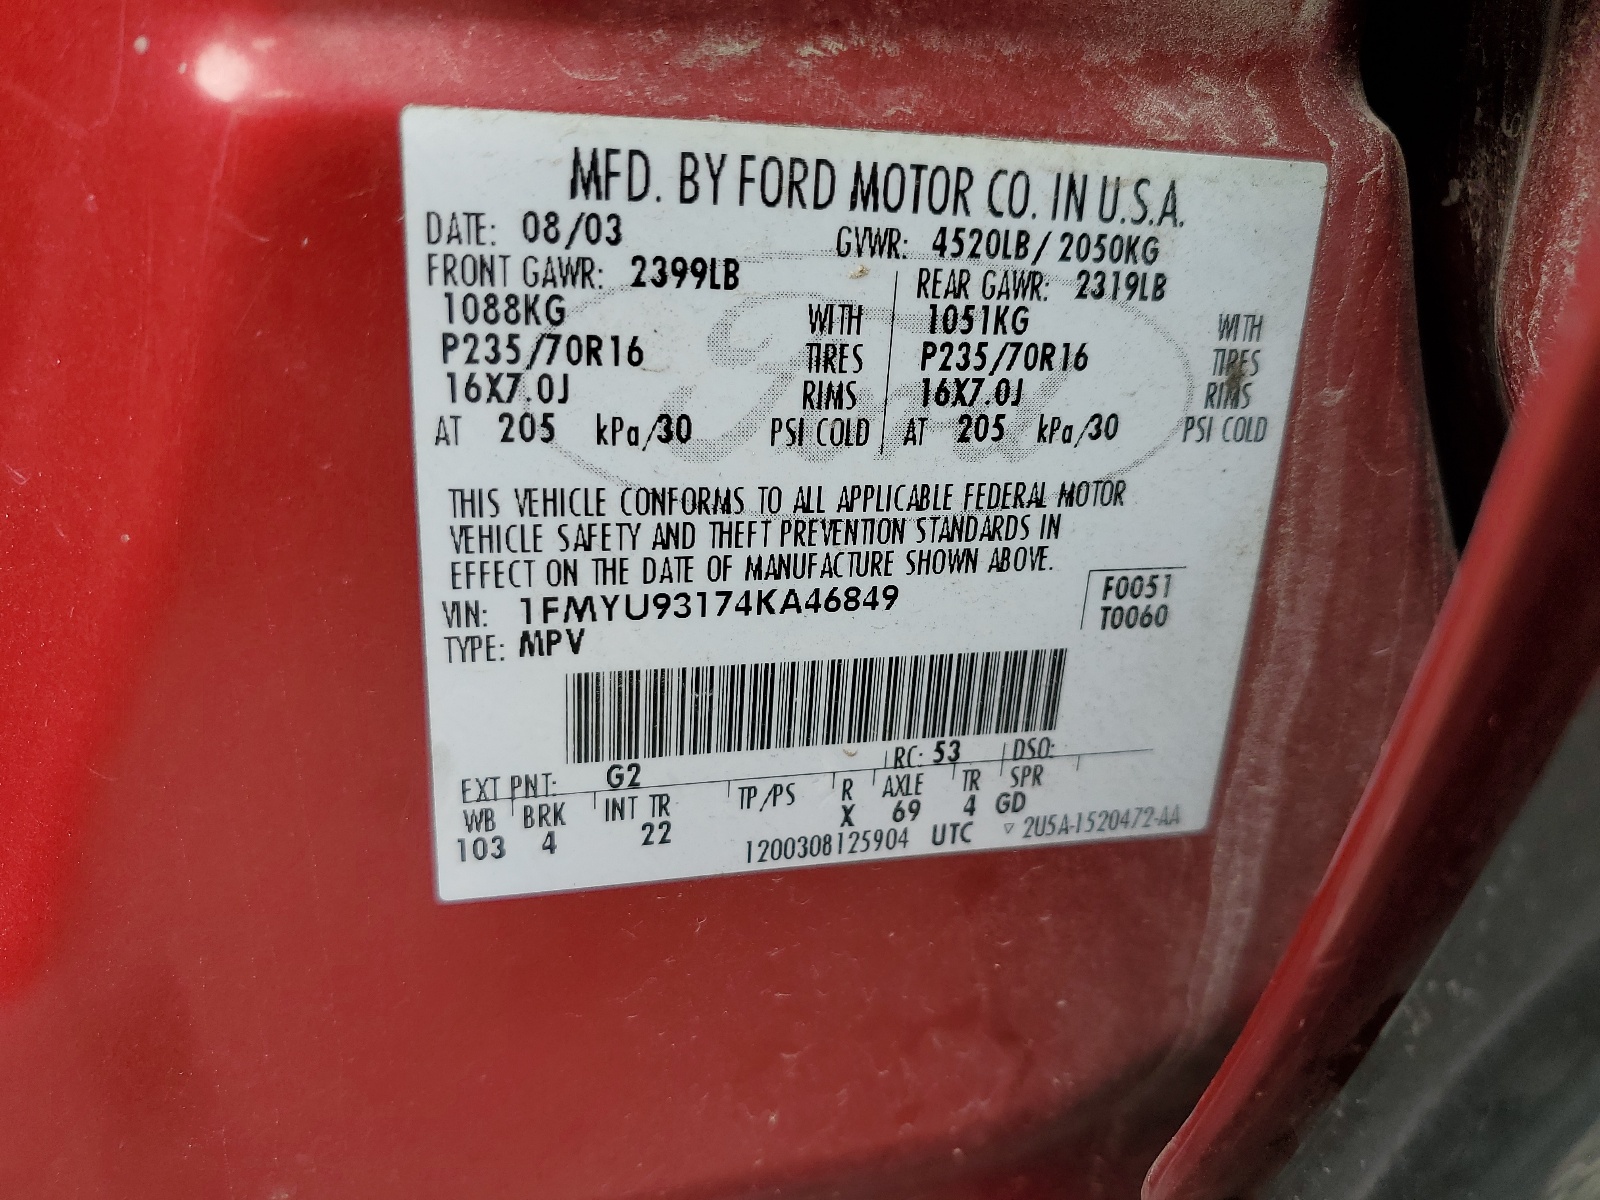 MFD. BY FORD MOTOR CO. IN U.S.A.
DATE: 08/03 GVWR: 4520LB/ 2050KG
FRONT GAWR: 2399LB REAR GAWR: 2319LB
1088KG WITH 1051KG WITH
P235/70R16 TIRES P235/70R16 TIRES
16X7.0J RIMS 16X7.0J RIMS
AT 205 kPa/30 PSI COLD AT 205 kPa/30 PSI COLD
Ford
THIS VEHICLE CONFORMS TO ALL APPLICABLE FEDERAL MOTOR
VEHICLE SAFETY AND THEFT PREVENTION STANDARDS IN
EFFECT ON THE DATE OF MANUFACTURE SHOWN ABOVE.
VIN: 1FMYU93174KA46849 F0051
TYPE: MPV T0060
RC: 53 DSO:
EXT PNT: G2
WB BRK INT TR TP/PS R AXLE TR SPR
103 4 22 X 69 4 GD
1200308125904 UTC ▽ 2U5A-1520472-AA